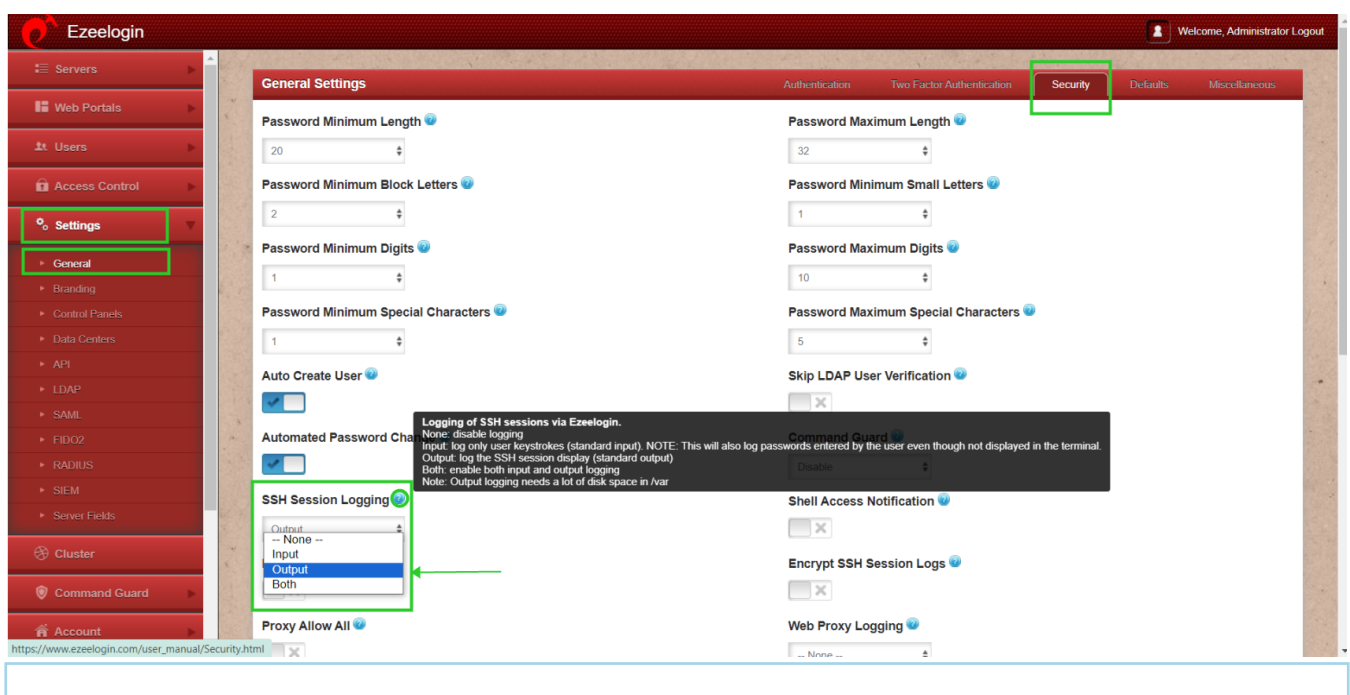 Ezeelogin
Welcome, Administrator Logout
Servers
Web Portals
Users
Access Control
Settings
General
Branding
Control Panels
Data Centers
API
LDAP
SAML
FIDO2
RADIUS
SIEM
Server Fields
Cluster
Command Guard
Account
General Settings
Authentication
Two Factor Authentication
Security
Defaults
Miscellaneous
Password Minimum Length
20
Password Maximum Length
32
Password Minimum Block Letters
2
Password Minimum Small Letters
1
Password Minimum Digits
1
Password Maximum Digits
10
Password Minimum Special Characters
1
Password Maximum Special Characters
5
Auto Create User
Skip LDAP User Verification
Automated Password Chan
Command Guard
Disable
Logging of SSH sessions via Ezeelogin.
None: disable logging
Input: log only user keystrokes (standard input). NOTE: This will also log passwords entered by the user even though not displayed in the terminal.
Output: log the SSH session display (standard output)
Both: enable both input and output logging
Note: Output logging needs a lot of disk space in /var
SSH Session Logging
Output
-- None --
Input
Output
Both
Shell Access Notification
Encrypt SSH Session Logs
Proxy Allow All
Web Proxy Logging
-- None --
https://www.ezeelogin.com/user_manual/Security.html